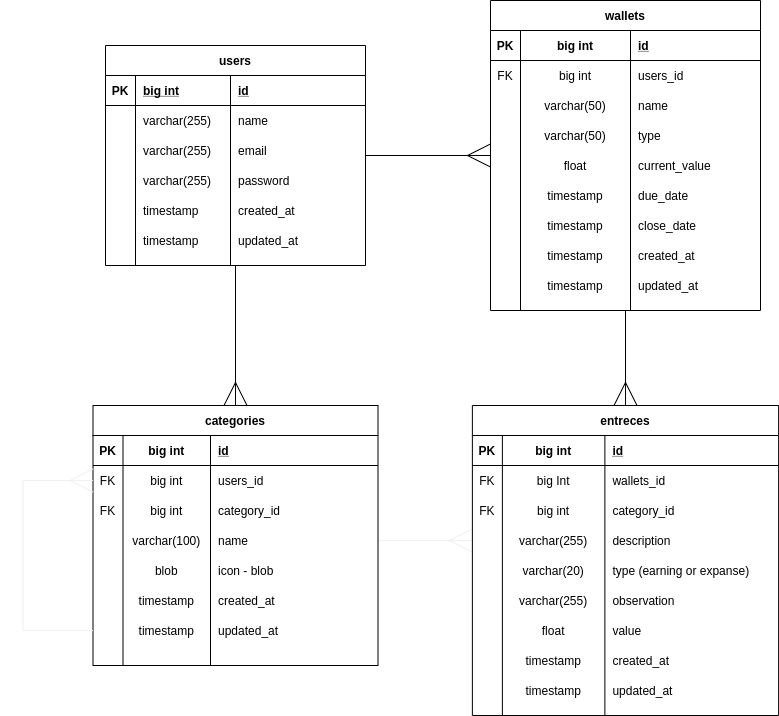 users
PK big int id
varchar(255) name
varchar(255) email
varchar(255) password
timestamp created_at
timestamp updated_at
wallets
PK big int id
FK big int users_id
varchar(50) name
varchar(50) type
float current_value
timestamp due_date
timestamp close_date
timestamp created_at
timestamp updated_at
categories
PK big int id
FK big int users_id
FK big int category_id
varchar(100) name
blob icon - blob
timestamp created_at
timestamp updated_at
entreces
PK big int id
FK big Int wallets_id
FK big int category_id
varchar(255) description
varchar(20) type (earning or expanse)
varchar(255) observation
float value
timestamp created_at
timestamp updated_at